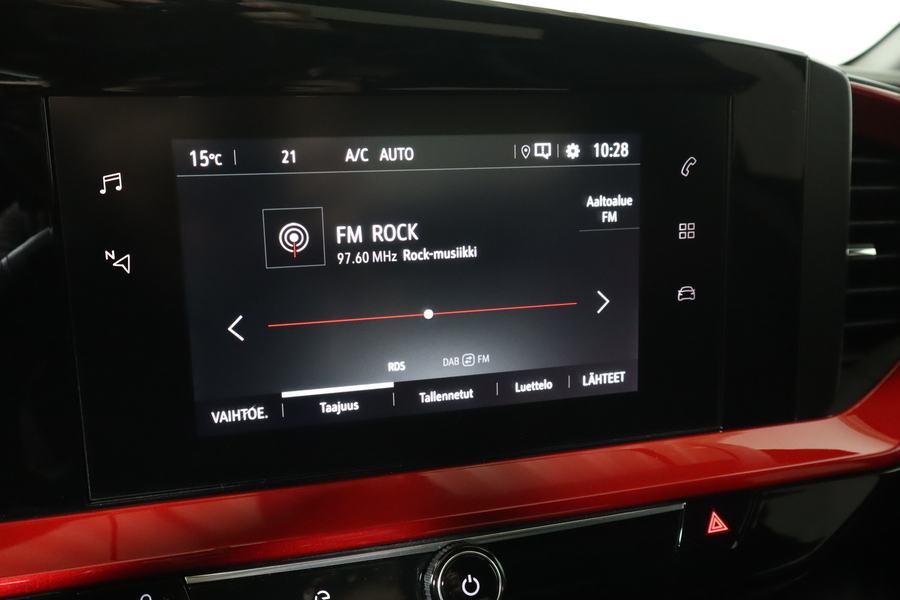 15°C 21 A/C AUTO 10:28
N
Aaltoalue
FM
FM ROCK
97.60 MHz Rock-musiikki
RDS DAB FM
VAIHTOE. Taajuus Tallennetut Luettelo LÄHTEET